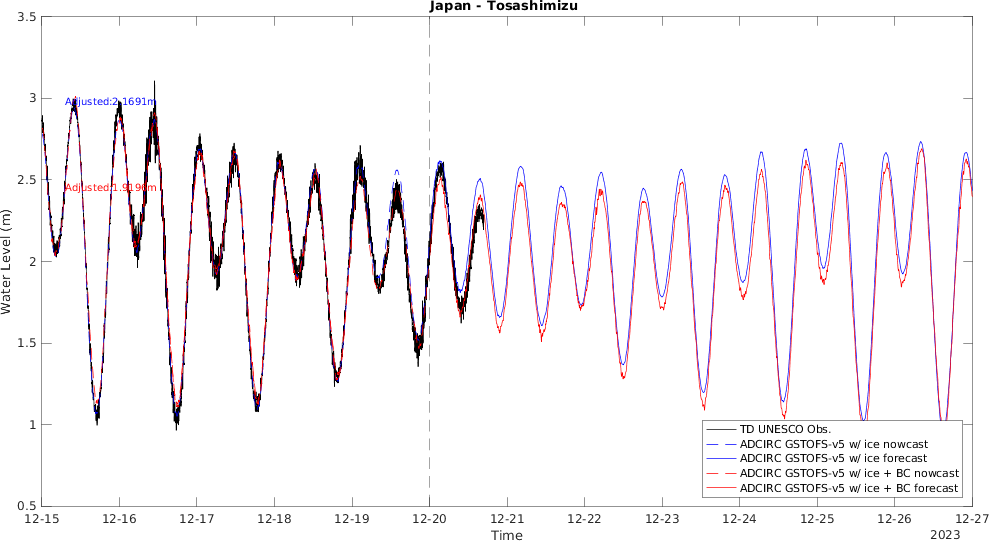 Japan - Tosashimizu
3.5
3
2.5
2
1.5
1
0.5
Water Level (m)
Adjusted:2.1691m
Adjusted:1.9196m
TD UNESCO Obs.
ADCIRC GSTOFS-v5 w/ ice nowcast
ADCIRC GSTOFS-v5 w/ ice forecast
ADCIRC GSTOFS-v5 w/ ice + BC nowcast
ADCIRC GSTOFS-v5 w/ ice + BC forecast
12-15 12-16 12-17 12-18 12-19 12-20 12-21 12-22 12-23 12-24 12-25 12-26 12-27
Time
2023